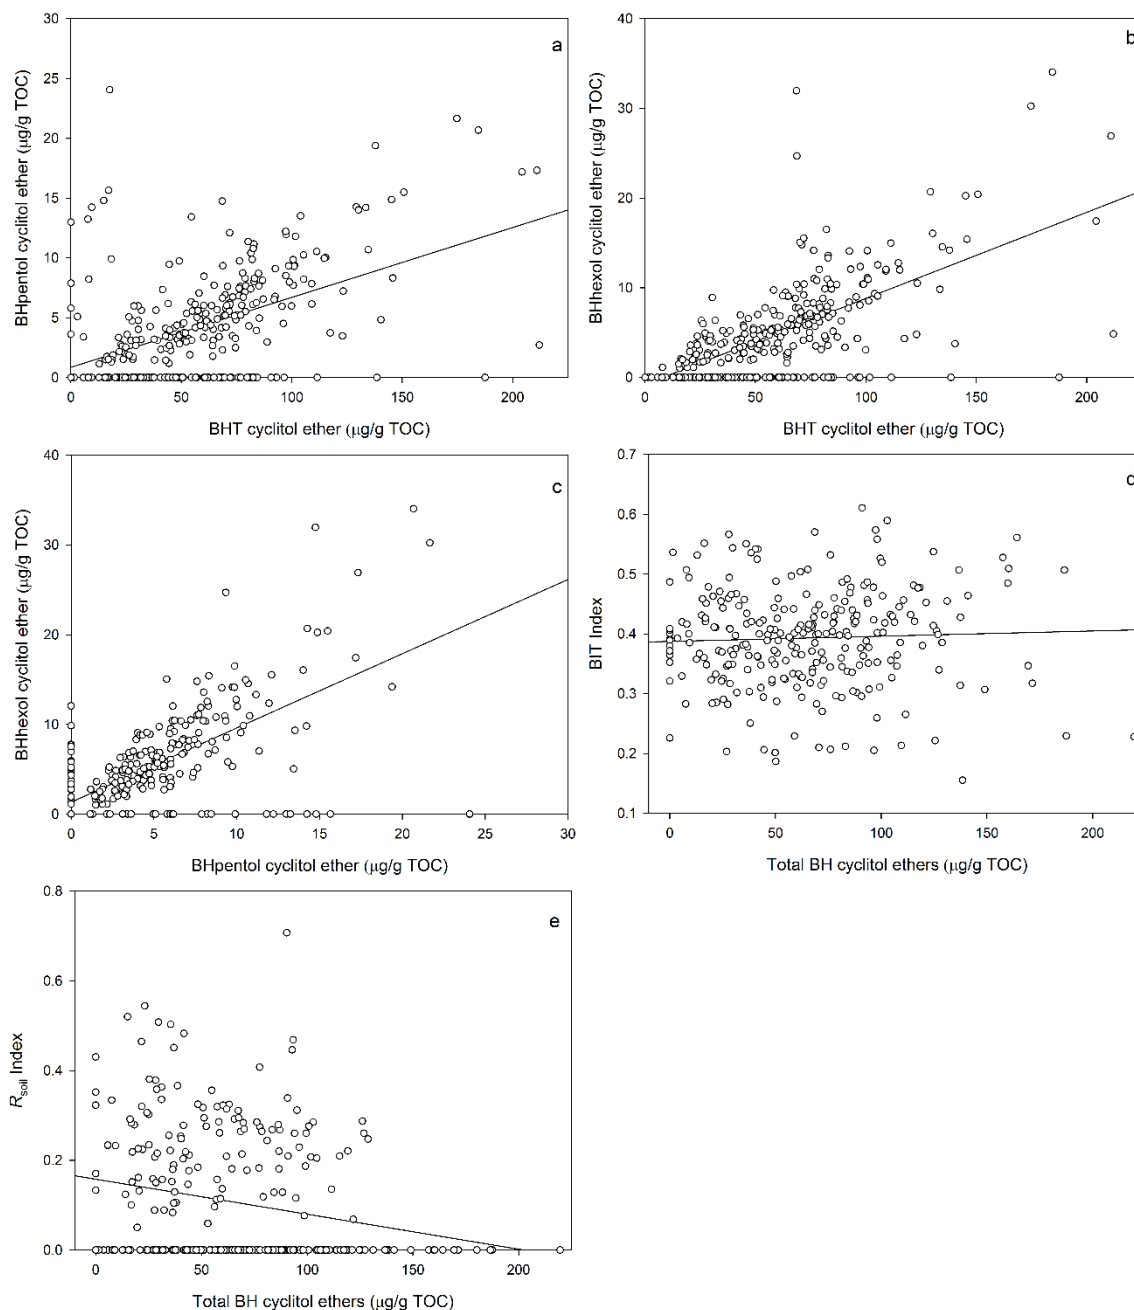 a
BHpentol cyclitol ether (µg/g TOC)
30
25
20
15
10
5
0
0 50 100 150 200
BHT cyclitol ether (µg/g TOC)
b
BHhexol cyclitol ether (µg/g TOC)
40
30
20
10
0
0 50 100 150 200
BHT cyclitol ether (µg/g TOC)
c
BHhexol cyclitol ether (µg/g TOC)
40
30
20
10
0
0 5 10 15 20 25 30
BHpentol cyclitol ether (µg/g TOC)
d
BIT Index
0.7
0.6
0.5
0.4
0.3
0.2
0.1
0 50 100 150 200
Total BH cyclitol ethers (µg/g TOC)
e
Rsoil Index
0.8
0.6
0.4
0.2
0.0
0 50 100 150 200
Total BH cyclitol ethers (µg/g TOC)